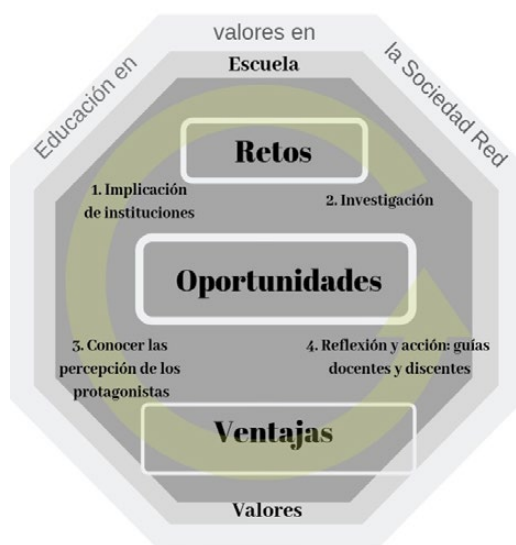 Educación en
valores en
la Sociedad Red
Escuela
Retos
1. Implicación
de instituciones
2. Investigación
Oportunidades
3. Conocer las
percepción de los
protagonistas
4. Reflexión y acción: guías
docentes y discentes
Ventajas
Valores